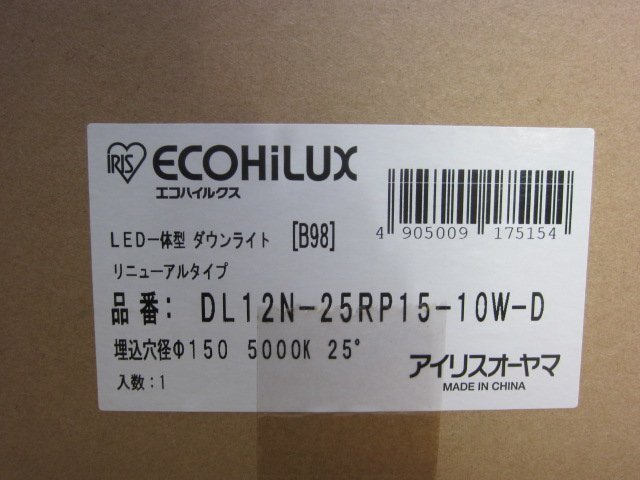 IRIS ECOHiLUX
エコハイルクス
4 905009 175154
LED一体型 ダウンライト [B98]
リニューアルタイプ
品番: DL12N-25RP15-10W-D
埋込穴径Φ150 5000K 25°
入数:1
アイリスオーヤマ
MADE IN CHINA